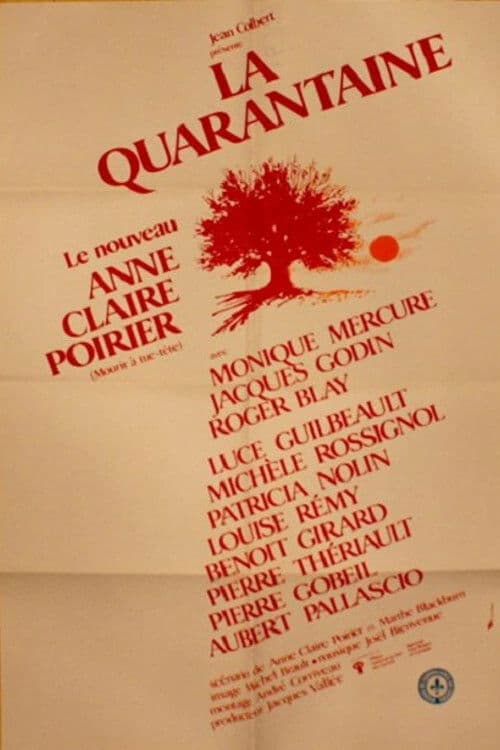 Jean Colbert
présente
LA
QUARANTAINE
Le nouveau
ANNE
CLAIRE
POIRIER
(Mourir à tue-tête)
avec
MONIQUE MERCURE
JACQUES GODIN
ROGER BLAY
LUCE GUILBEAULT
MICHÈLE ROSSIGNOL
PATRICIA NOLIN
LOUISE RÉMY
BENOIT GIRARD
PIERRE THÉRIAULT
PIERRE GOBEIL
AUBERT PALLASCIO
scénario de Anne Claire Poirier et Marthe Blackburn
image Michel Brault • musique Joël Bienvenue
montage André Corriveau
producteur Jacques Vallée